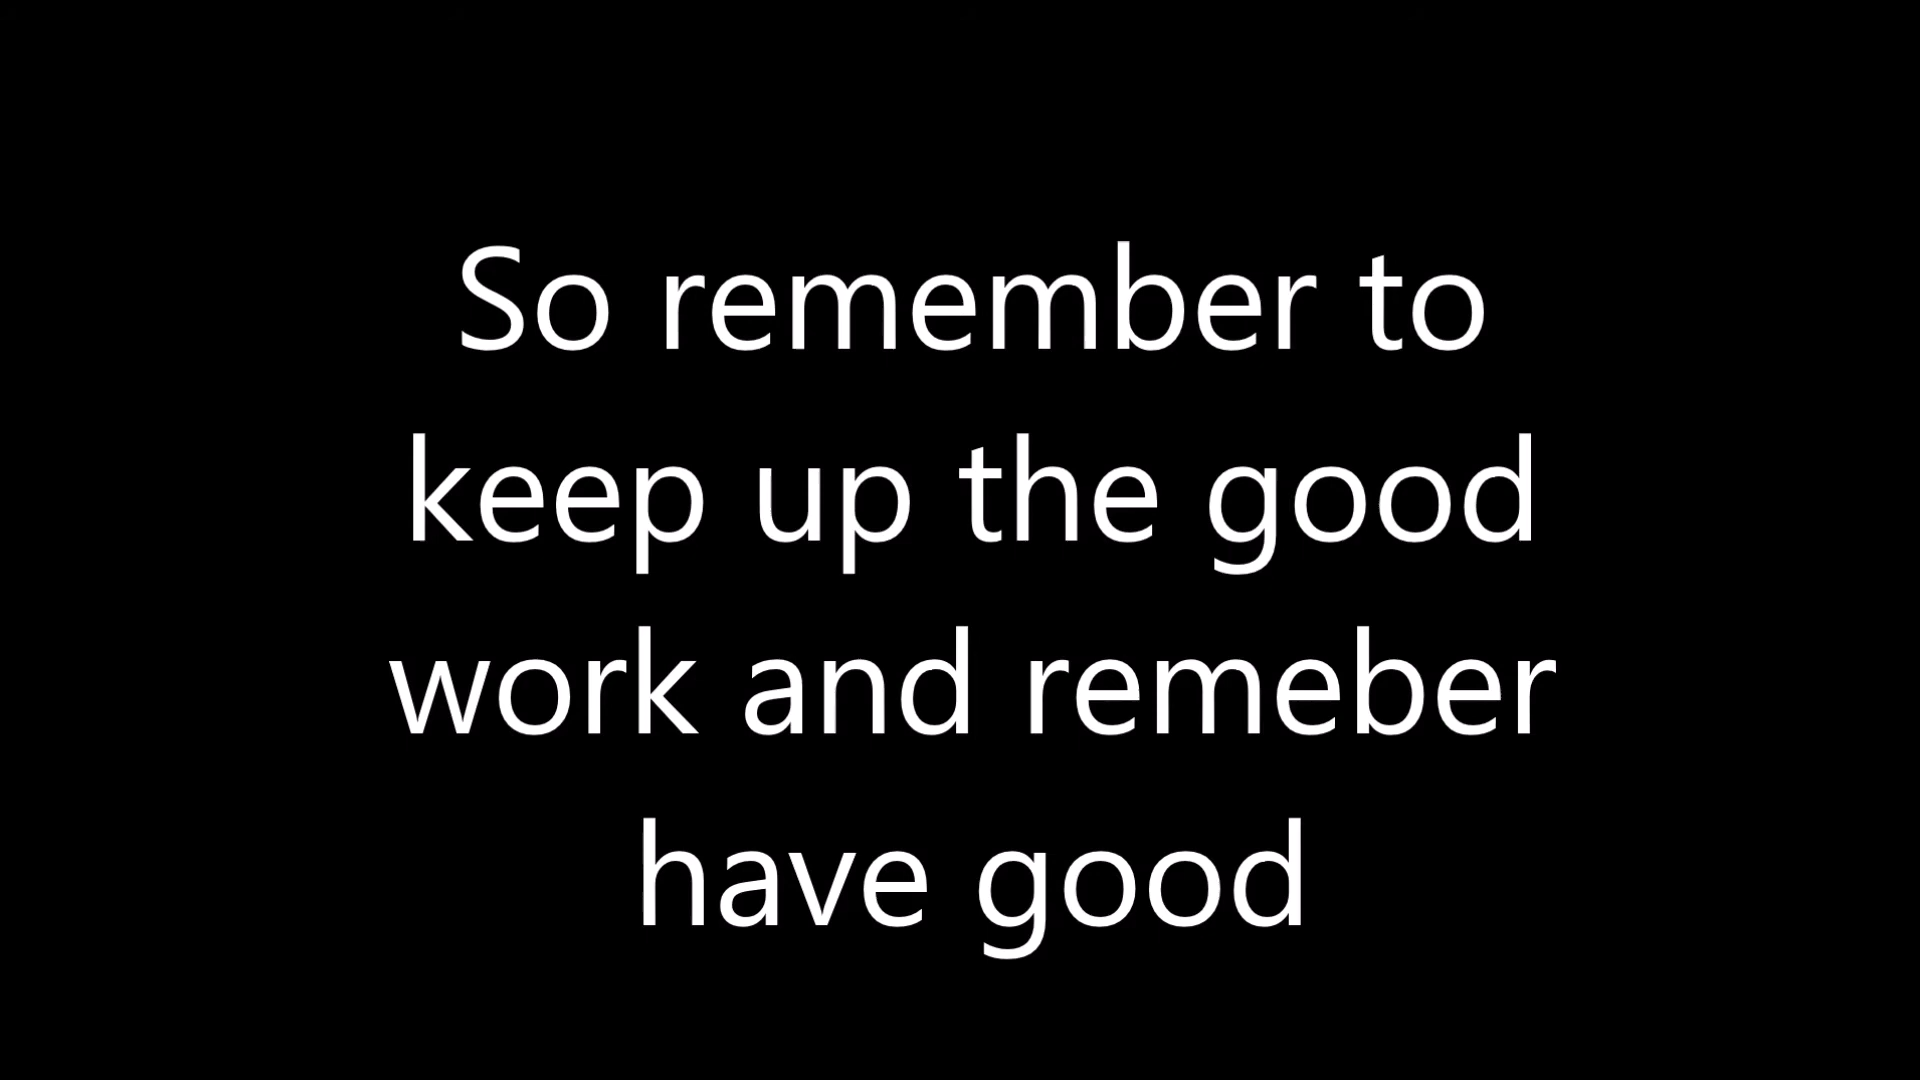 So remember to
keep up the good
work and remeber
have good